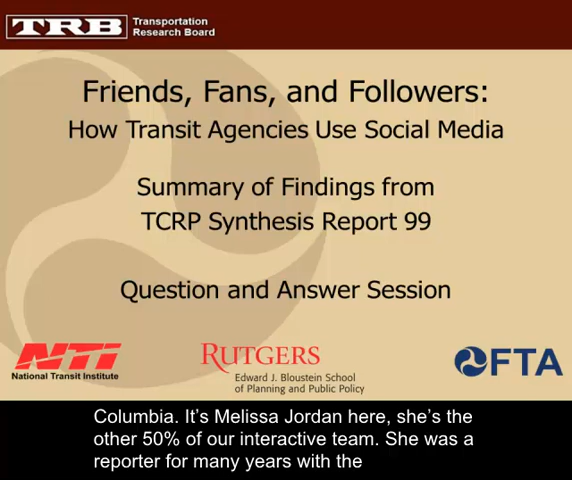 TRB
Transportation
Research Board
Friends, Fans, and Followers:
How Transit Agencies Use Social Media
Summary of Findings from
TCRP Synthesis Report 99
Question and Answer Session
NTI
National Transit Institute
RUTGERS
Edward J. Bloustein School
of Planning and Public Policy
FTA
Columbia. It's Melissa Jordan here, she's the
other 50% of our interactive team. She was a
reporter for many years with the